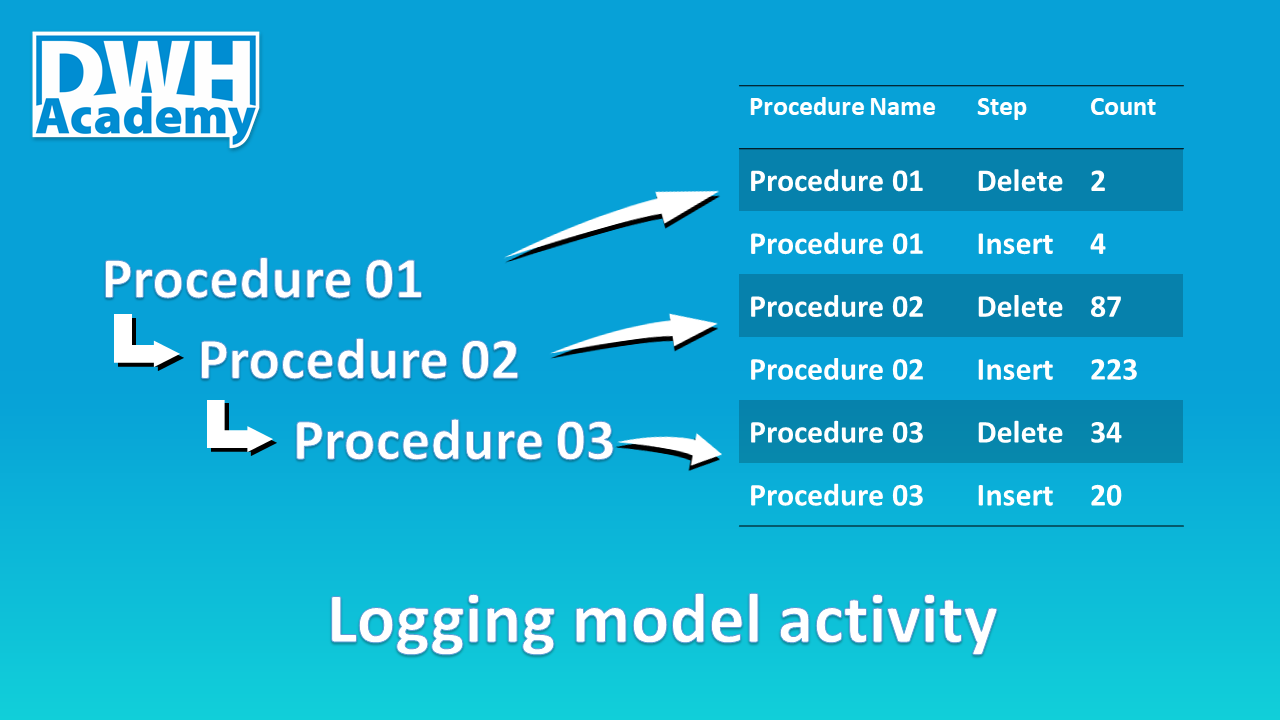 DWH
Academy
Procedure 01
Procedure 02
Procedure 03
Procedure Name Step Count
Procedure 01 Delete 2
Procedure 01 Insert 4
Procedure 02 Delete 87
Procedure 02 Insert 223
Procedure 03 Delete 34
Procedure 03 Insert 20
Logging model activity